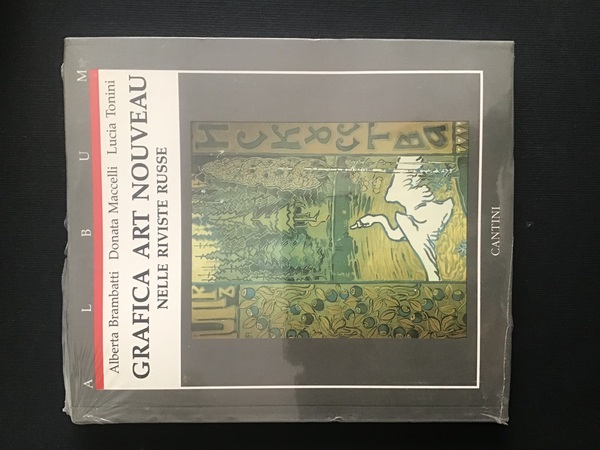 ALBUM
Alberta Brambatti Donata Maccelli Lucia Tonini
GRAFICA ART NOUVEAU
NELLE RIVISTE RUSSE
CANTINI